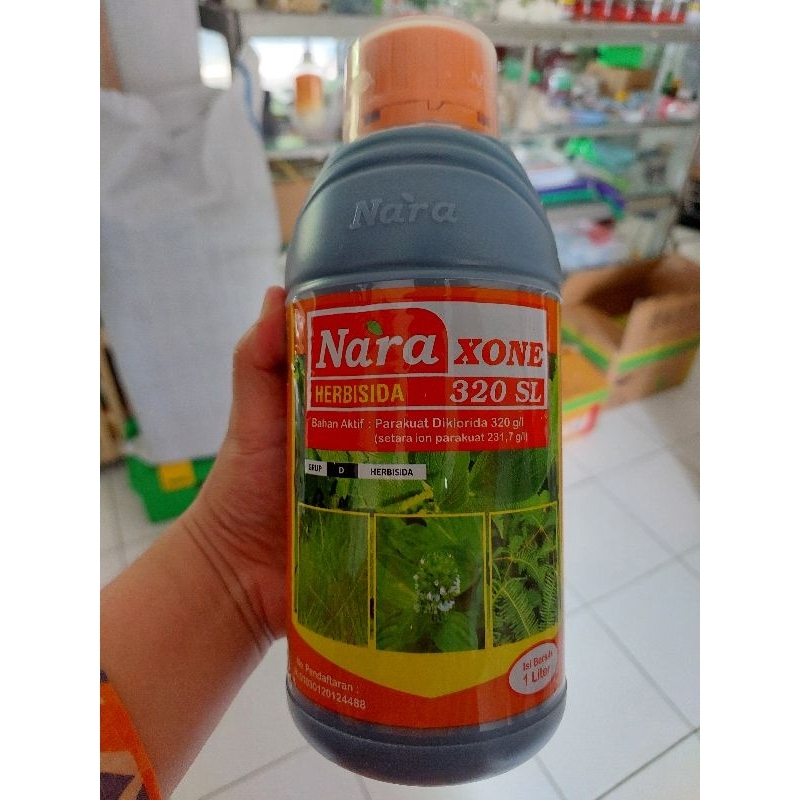 Nara
Nara XONE
HERBISIDA 320 SL
Bahan Aktif : Parakuat Diklorida 320 g/l
(setara ion parakuat 231,7 g/l)
GRUP D HERBISIDA
No Pendaftaran :
01030120124488
Isi Bersih
1 Liter